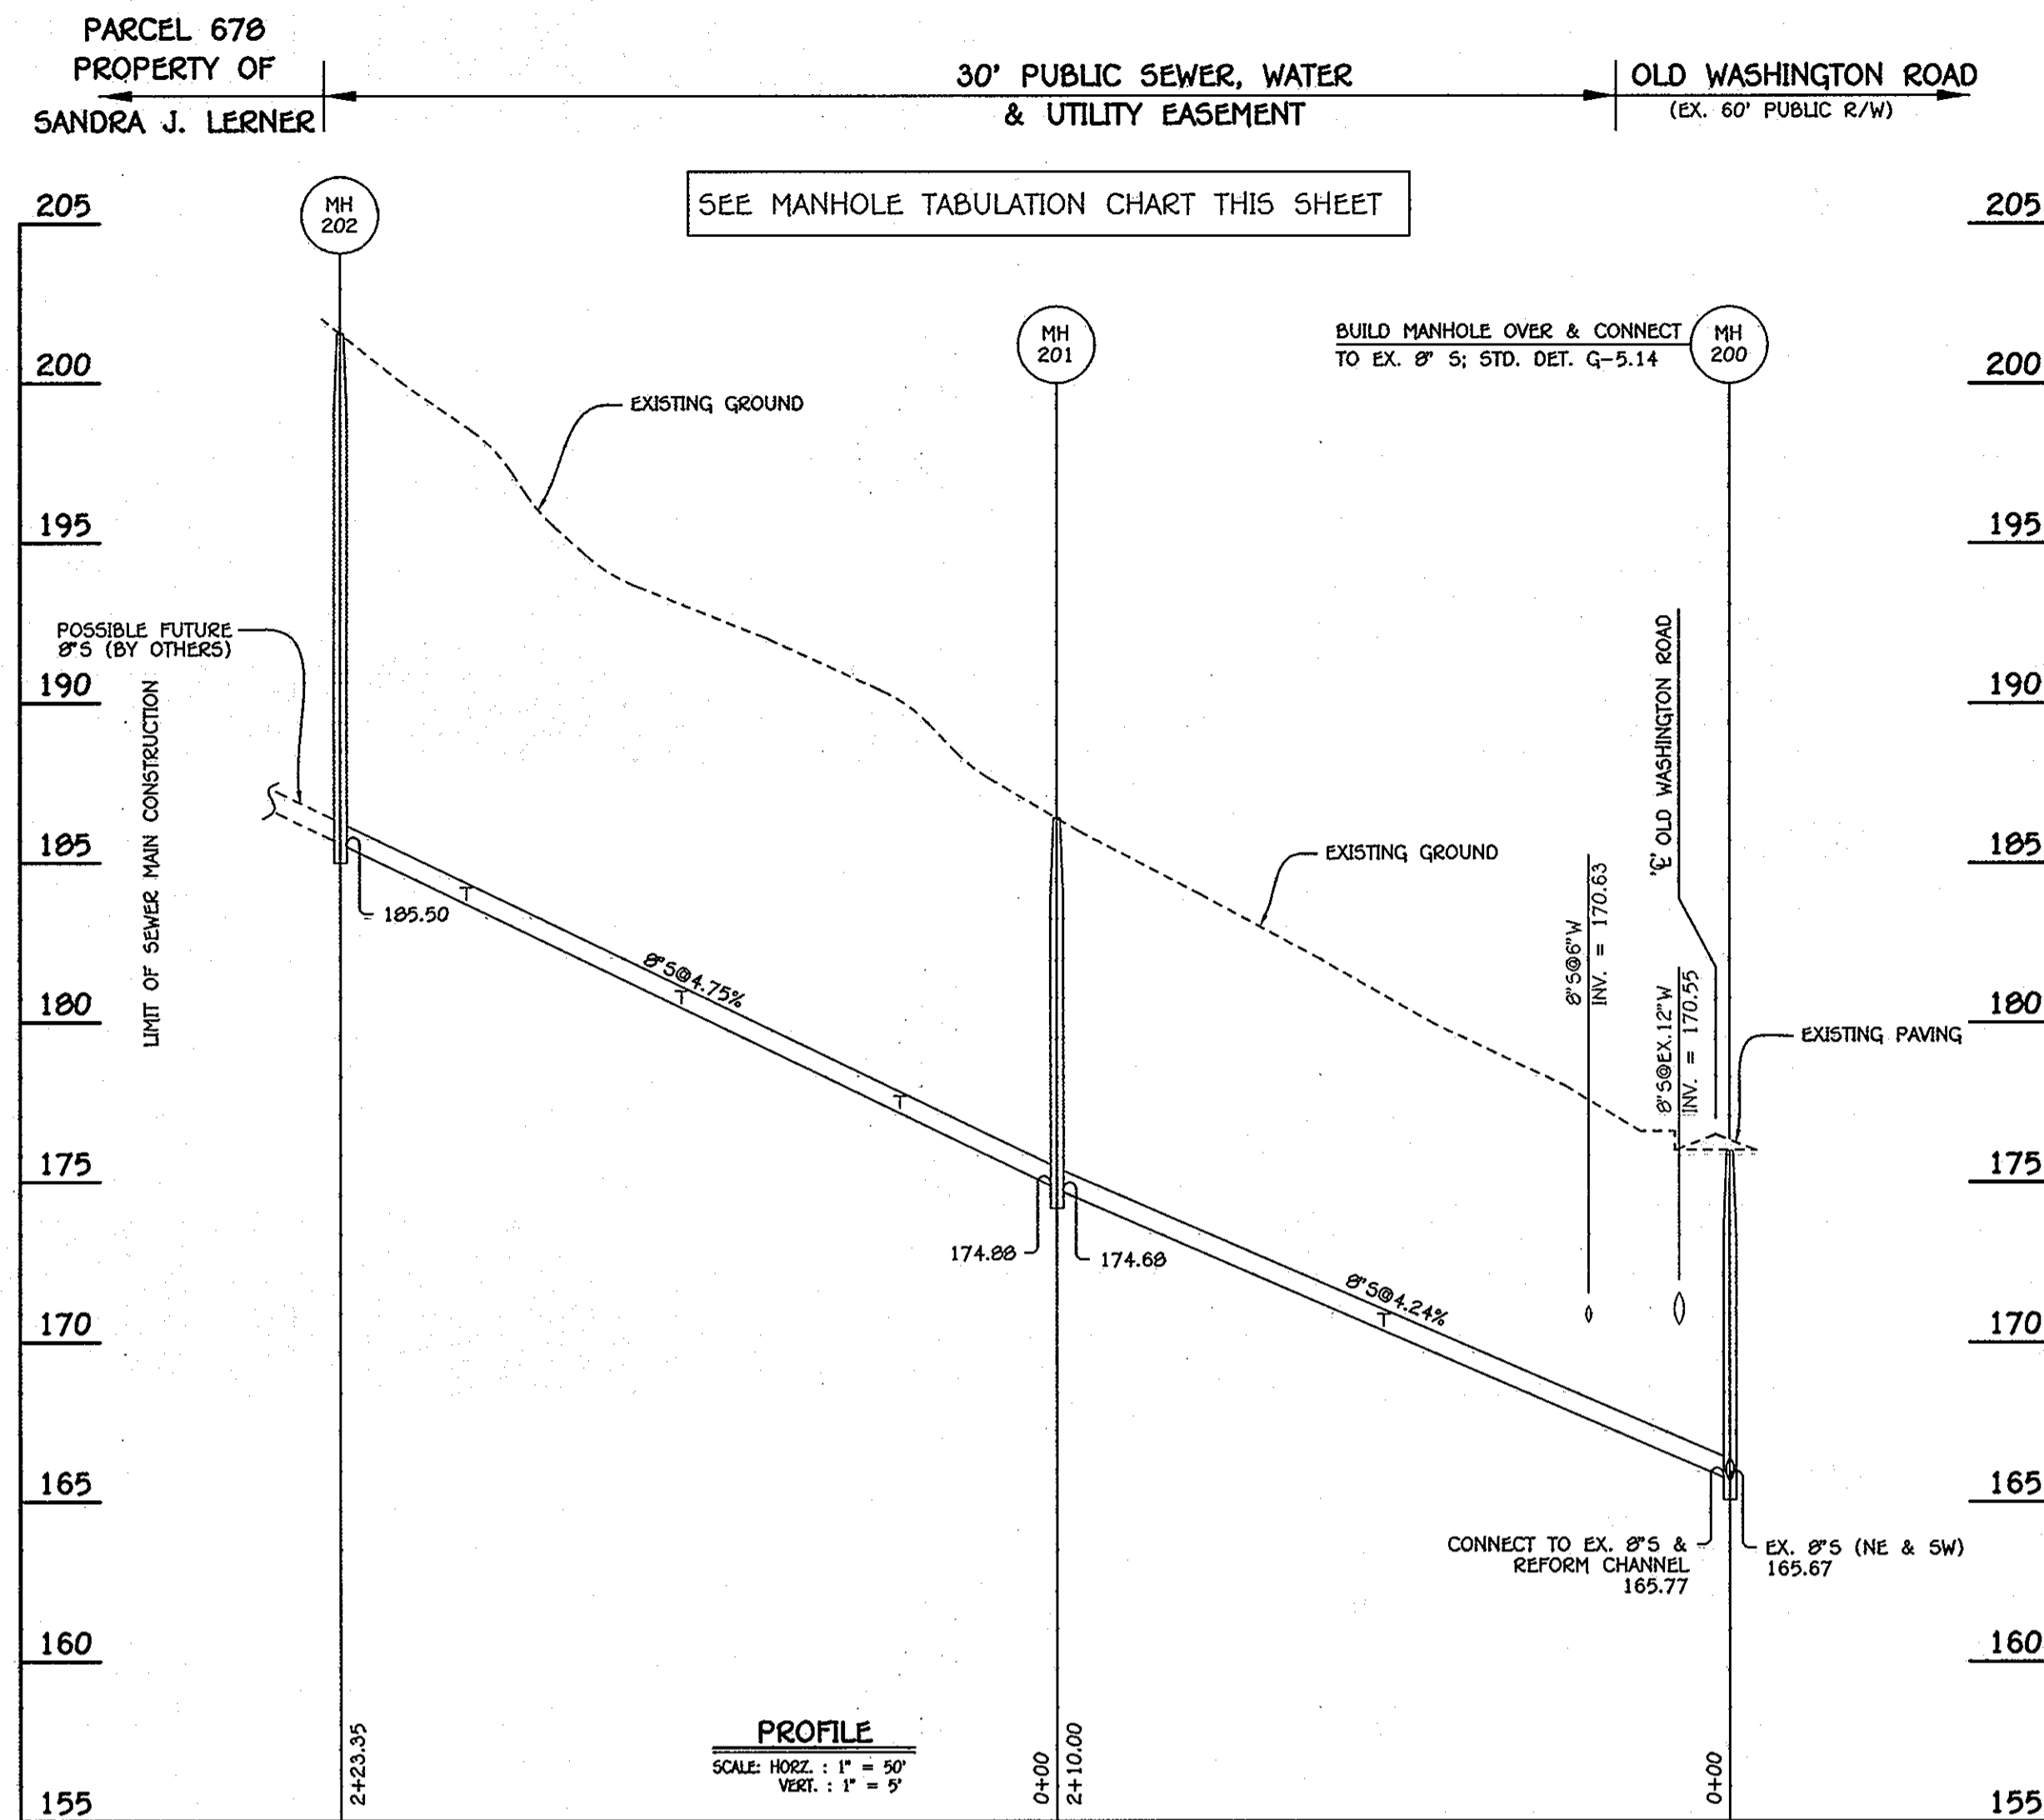 PARCEL 678
PROPERTY OF
SANDRA J. LERNER
30' PUBLIC SEWER, WATER
& UTILITY EASEMENT
OLD WASHINGTON ROAD
(EX. 60' PUBLIC R/W)
SEE MANHOLE TABULATION CHART THIS SHEET
MH
202
MH
201
BUILD MANHOLE OVER & CONNECT
TO EX. 8" S; STD. DET. G-5.14
MH
200
205
200
195
190
185
180
175
170
165
160
155
205
200
195
190
185
180
175
170
165
160
155
EXISTING GROUND
POSSIBLE FUTURE
8"S (BY OTHERS)
LIMIT OF SEWER MAIN CONSTRUCTION
185.50
8"S@4.75%
EXISTING GROUND
8"S@6"W
INV. = 170.63
℄ OLD WASHINGTON ROAD
8"S@EX.12"W
INV. = 170.55
EXISTING PAVING
174.88
174.68
8"S@4.24%
CONNECT TO EX. 8"S &
REFORM CHANNEL
165.77
EX. 8"S (NE & SW)
165.67
2+23.35
PROFILE
SCALE: HORZ. : 1" = 50'
VERT. : 1" = 5'
0+00
2+10.00
0+00